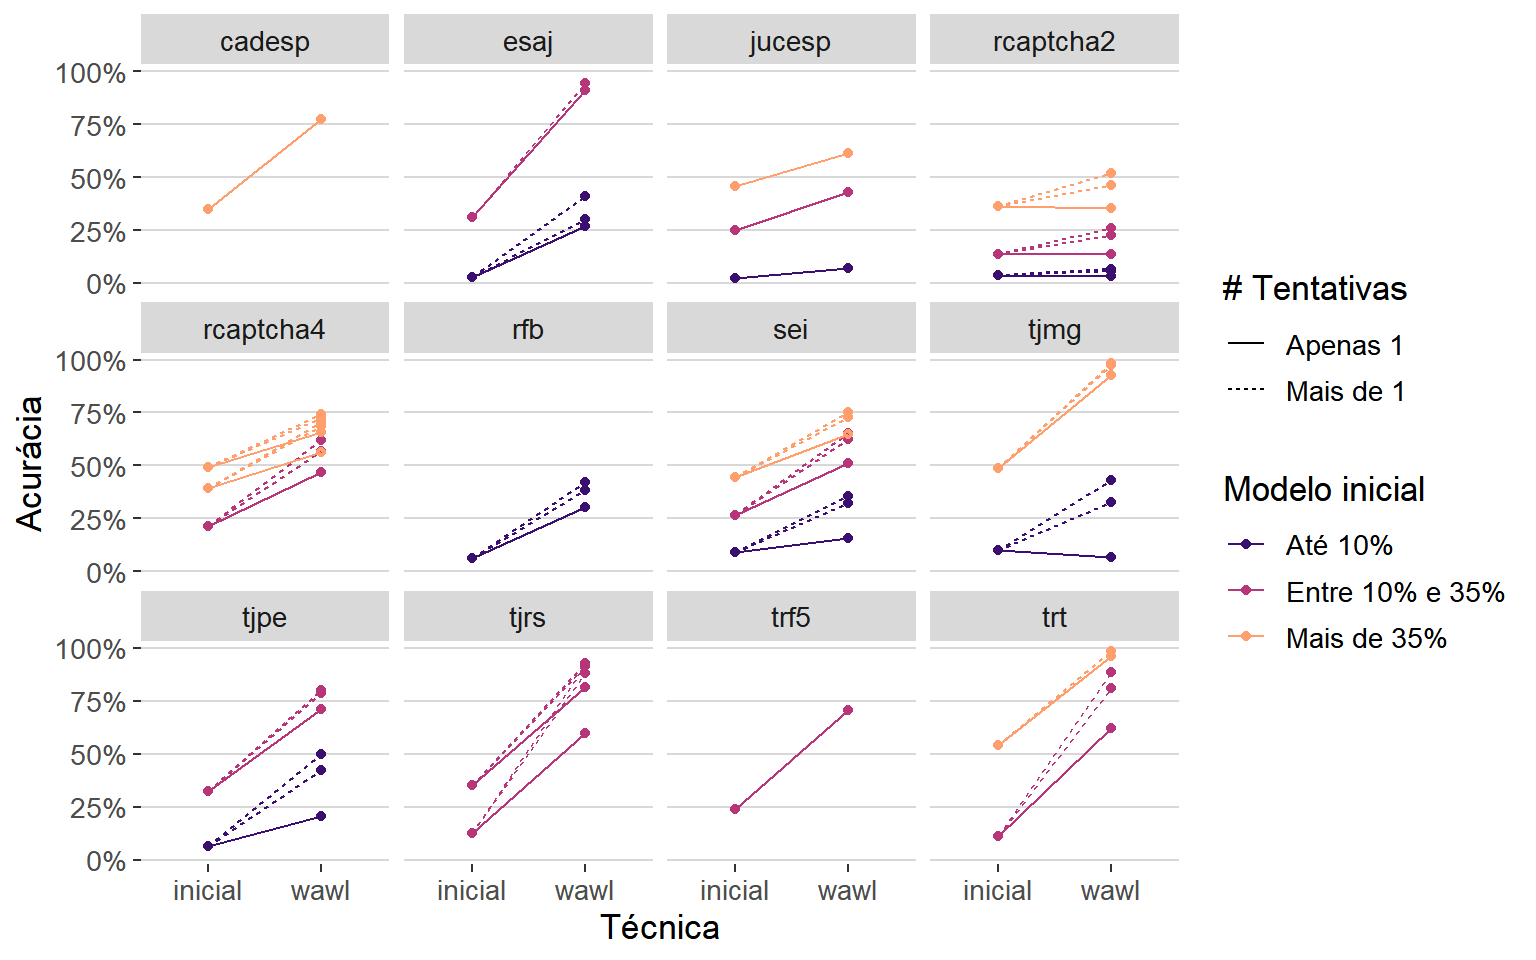 cadesp esaj jucesp rcaptcha2
100%
75%
50%
25%
0%
rcaptcha4 rfb sei tjmg
100%
75%
50%
25%
0%
tjpe tjrs trf5 trt
100%
75%
50%
25%
0%
inicial wawl inicial wawl inicial wawl inicial wawl
Técnica
Acurácia
# Tentativas
Apenas 1
Mais de 1
Modelo inicial
Até 10%
Entre 10% e 35%
Mais de 35%